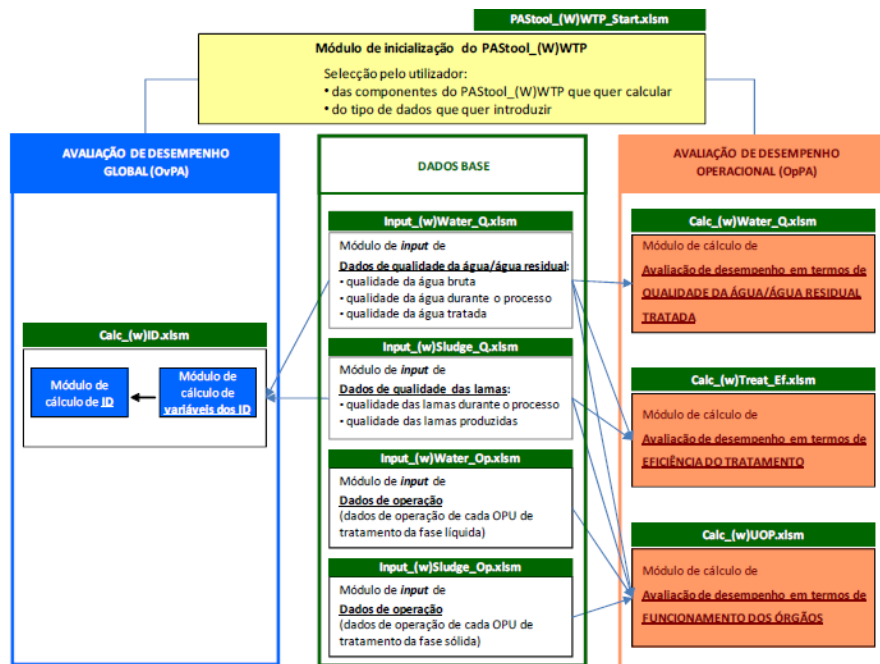 PAStool_(W)WTP_Start.xlsm
Módulo de inicialização do PAStool_(W)WTP
Selecção pelo utilizador:
• das componentes do PAStool_(W)WTP que quer calcular
• do tipo de dados que quer introduzir
AVALIAÇÃO DE DESEMPENHO
GLOBAL (OvPA)
Calc_(w)ID.xlsm
Módulo de
cálculo de ID
Módulo de
cálculo de
variáveis dos ID
DADOS BASE
Input_(w)Water_Q.xlsm
Módulo de input de
Dados de qualidade da água/água residual:
• qualidade da água bruta
• qualidade da água durante o processo
• qualidade da água tratada
Input_(w)Sludge_Q.xlsm
Módulo de input de
Dados de qualidade das lamas:
• qualidade das lamas durante o processo
• qualidade das lamas produzidas
Input_(w)Water_Op.xlsm
Módulo de input de
Dados de operação
(dados de operação de cada OPU de
tratamento da fase líquida)
Input_(w)Sludge_Op.xlsm
Módulo de input de
Dados de operação
(dados de operação de cada OPU de
tratamento da fase sólida)
AVALIAÇÃO DE DESEMPENHO
OPERACIONAL (OpPA)
Calc_(w)Water_Q.xlsm
Módulo de cálculo de
Avaliação de desempenho em termos de
QUALIDADE DA ÁGUA/ÁGUA RESIDUAL
TRATADA
Calc_(w)Treat_Ef.xlsm
Módulo de cálculo de
Avaliação de desempenho em termos de
EFICIÊNCIA DO TRATAMENTO
Calc_(w)UOP.xlsm
Módulo de cálculo de
Avaliação de desempenho em termos de
FUNCIONAMENTO DOS ÓRGÃOS